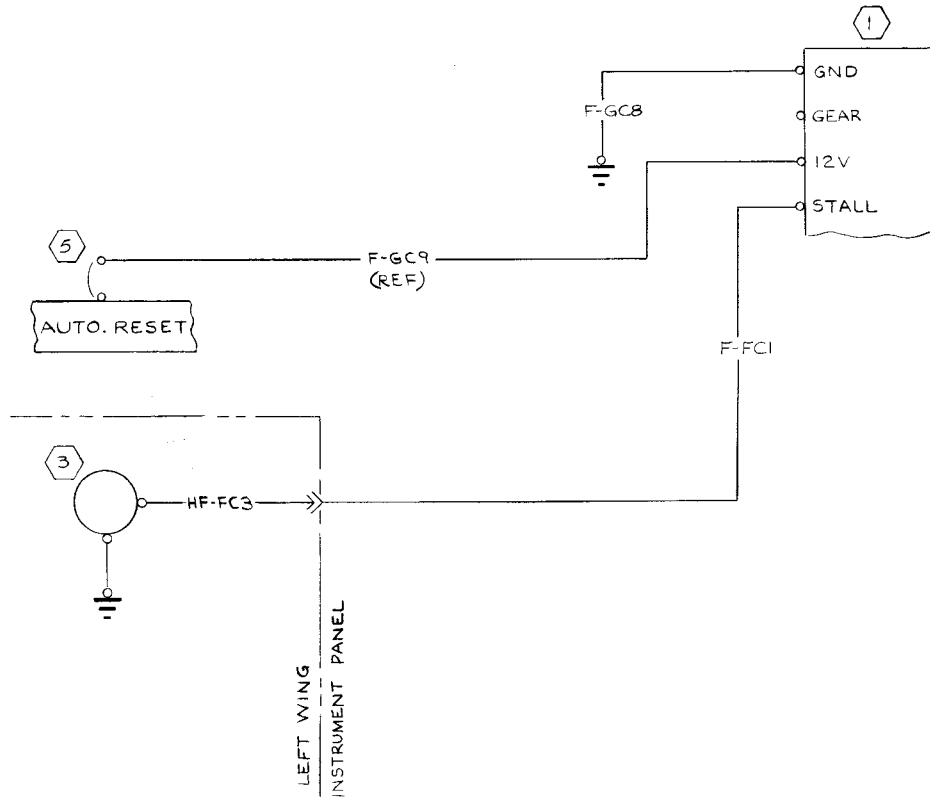 1
GND
F-GC8
GEAR
12V
STALL
5
F-GC9
(REF)
AUTO. RESET
F-FC1
3
HF-FC3
LEFT WING
INSTRUMENT PANEL